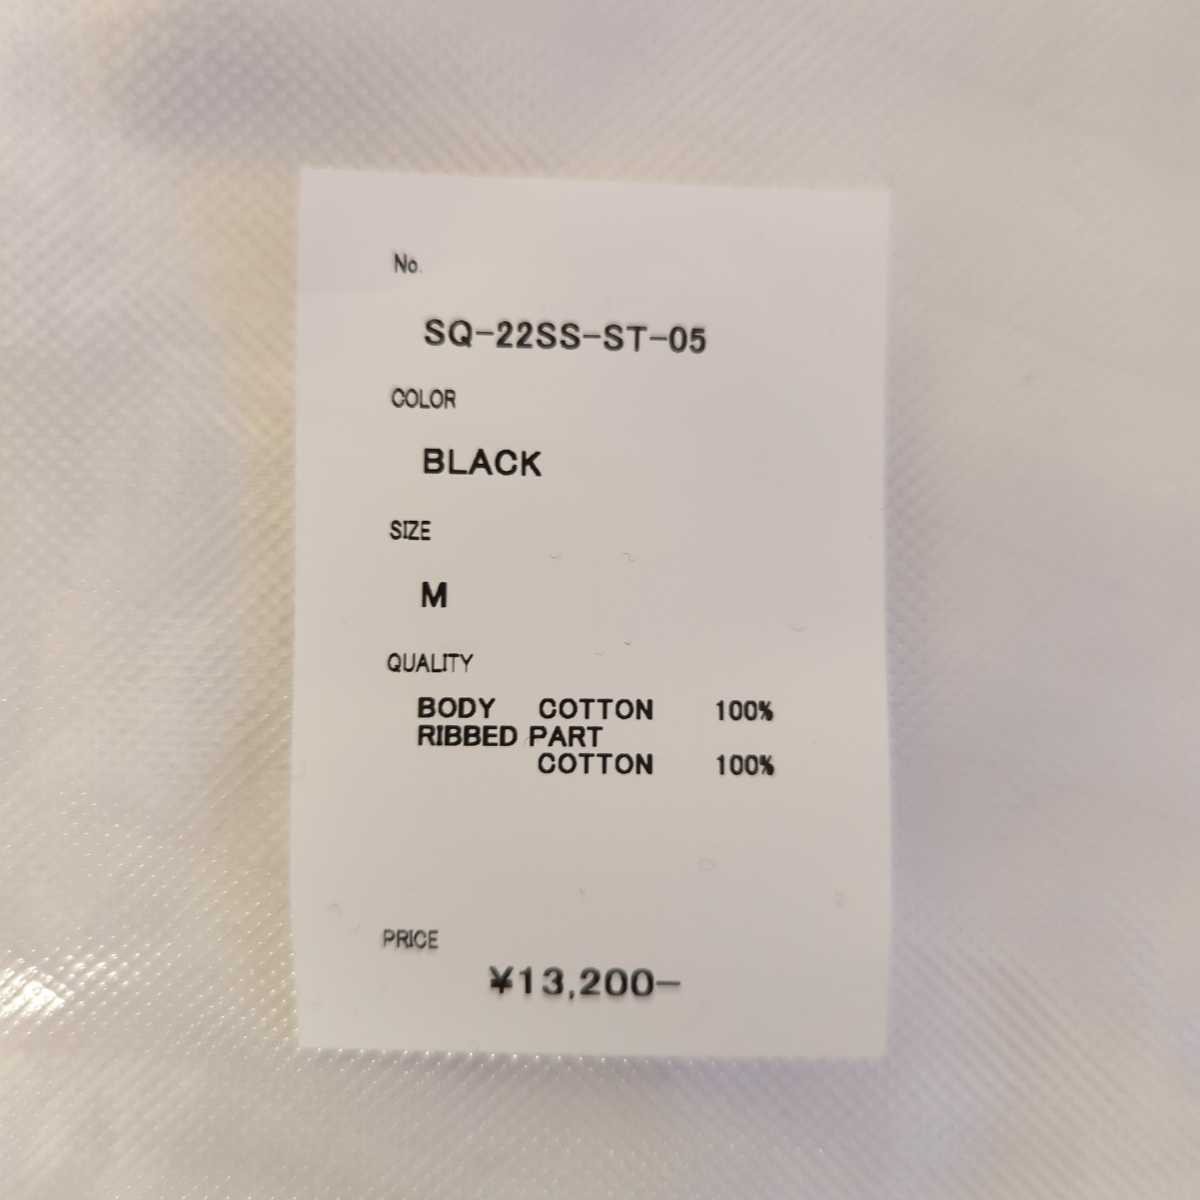 No.
SQ-22SS-ST-05
COLOR
BLACK
SIZE
M
QUALITY
BODY COTTON 100%
RIBBED PART
COTTON 100%
PRICE
¥13,200-